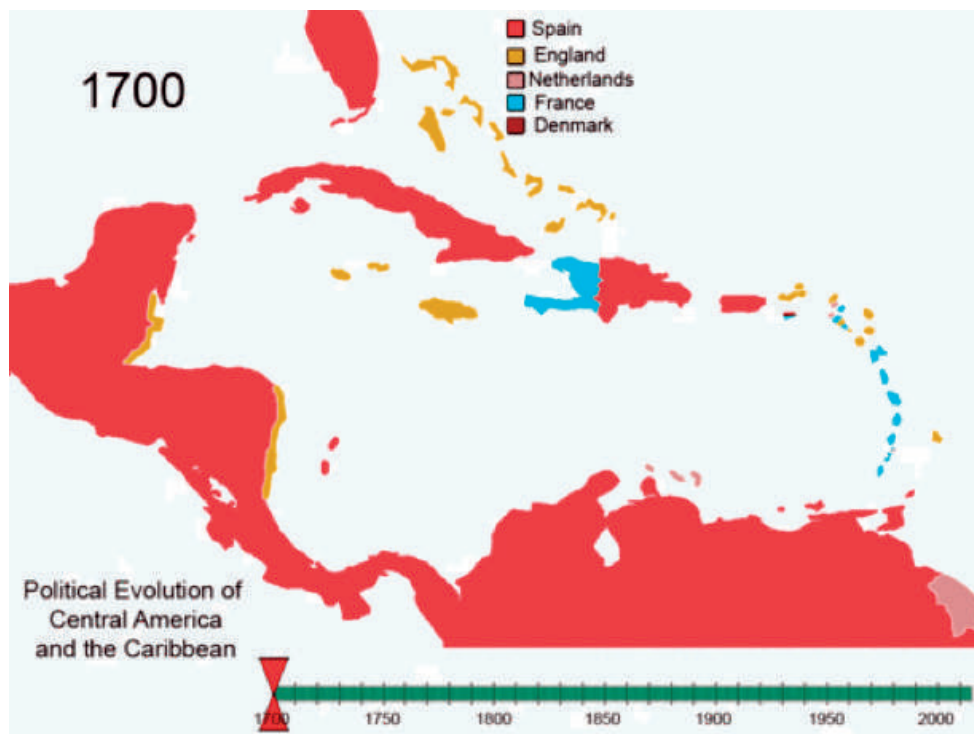 1700
Spain
England
Netherlands
France
Denmark
Political Evolution of
Central America
and the Caribbean
1700 1750 1800 1850 1900 1950 2000